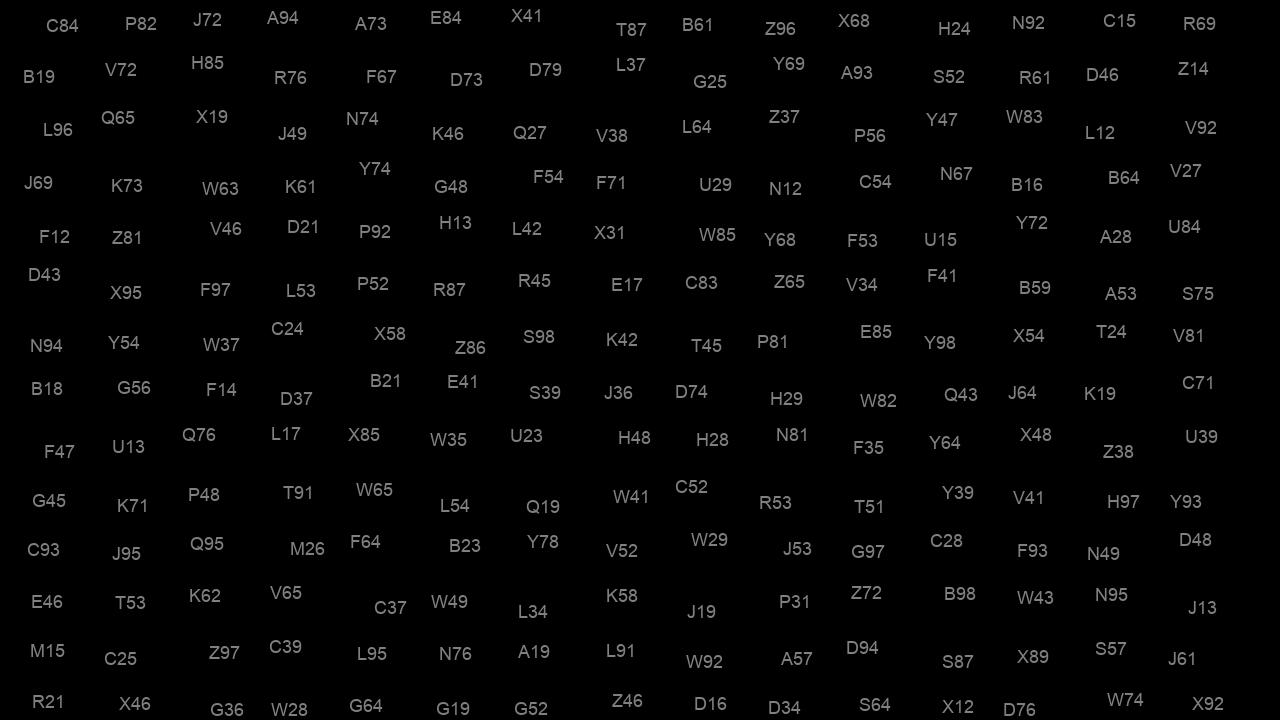 C84 P82 J72 A94 A73 E84 X41 T87 B61 Z96 X68 H24 N92 C15 R69
B19 V72 H85 R76 F67 D73 D79 L37 G25 Y69 A93 S52 R61 D46 Z14
L96 Q65 X19 J49 N74 K46 Q27 V38 L64 Z37 P56 Y47 W83 L12 V92
J69 K73 W63 K61 Y74 G48 F54 F71 U29 N12 C54 N67 B16 B64 V27
F12 Z81 V46 D21 P92 H13 L42 X31 W85 Y68 F53 U15 Y72 A28 U84
D43 X95 F97 L53 P52 R87 R45 E17 C83 Z65 V34 F41 B59 A53 S75
N94 Y54 W37 C24 X58 Z86 S98 K42 T45 P81 E85 Y98 X54 T24 V81
B18 G56 F14 D37 B21 E41 S39 J36 D74 H29 W82 Q43 J64 K19 C71
F47 U13 Q76 L17 X85 W35 U23 H48 H28 N81 F35 Y64 X48 Z38 U39
G45 K71 P48 T91 W65 L54 Q19 W41 C52 R53 T51 Y39 V41 H97 Y93
C93 J95 Q95 M26 F64 B23 Y78 V52 W29 J53 G97 C28 F93 N49 D48
E46 T53 K62 V65 C37 W49 L34 K58 J19 P31 Z72 B98 W43 N95 J13
M15 C25 Z97 C39 L95 N76 A19 L91 W92 A57 D94 S87 X89 S57 J61
R21 X46 G36 W28 G64 G19 G52 Z46 D16 D34 S64 X12 D76 W74 X92